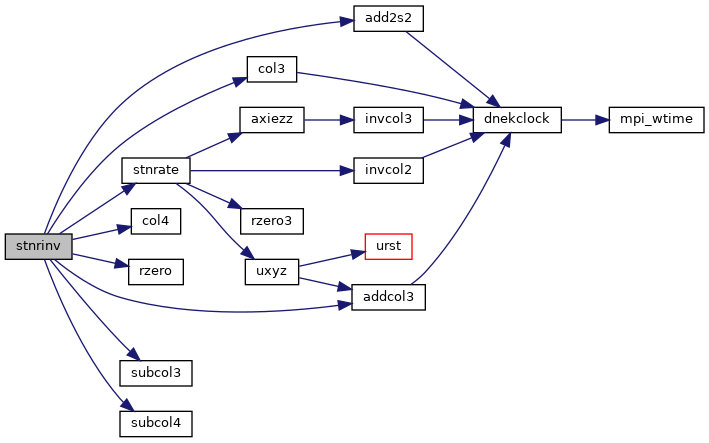 add2s2
col3
axiezz
invcol3
dnekclock
mpi_wtime
stnrate
invcol2
col4
rzero3
stnrinv
urst
rzero
uxyz
addcol3
subcol3
subcol4